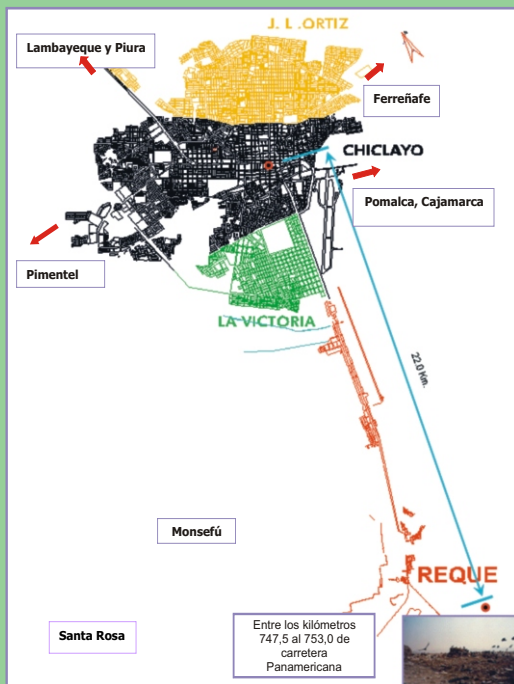 J. L .ORTIZ
Lambayeque y Piura
Ferreñafe
CHICLAYO
Pomalca, Cajamarca
Pimentel
LA VICTORIA
22.0 Km.
Monsefú
REQUE
Santa Rosa
Entre los kilómetros
747,5 al 753,0 de
carretera
Panamericana